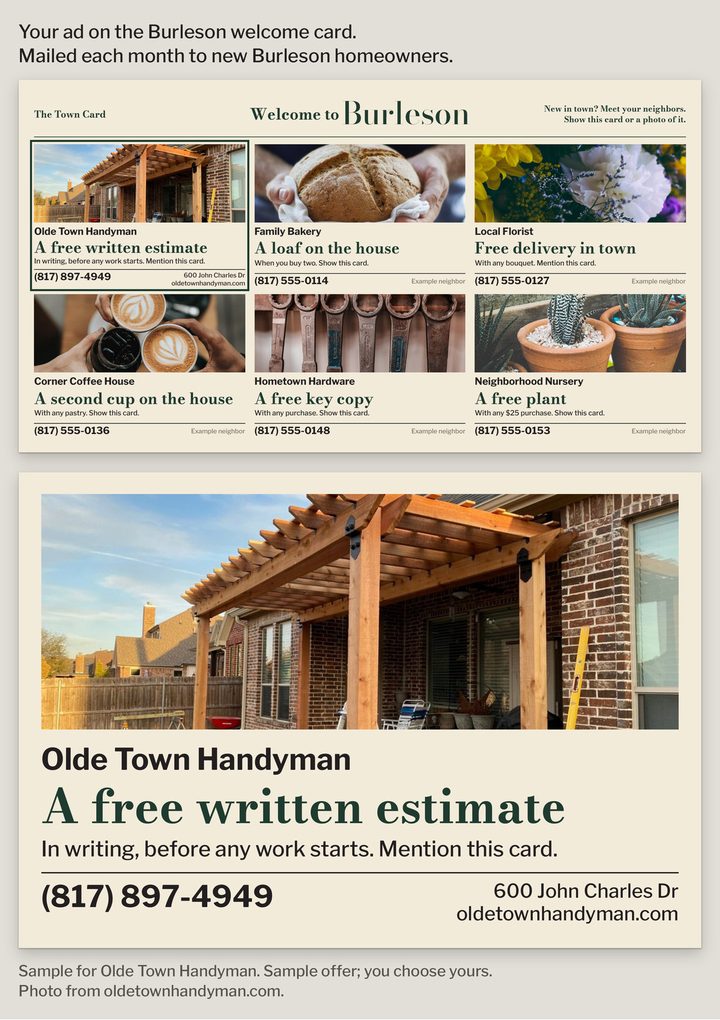 Your ad on the Burleson welcome card.
Mailed each month to new Burleson homeowners.
The Town Card
Welcome to Burleson
New in town? Meet your neighbors.
Show this card or a photo of it.
Olde Town Handyman
A free written estimate
In writing, before any work starts. Mention this card.
(817) 897-4949
600 John Charles Dr
oldetownhandyman.com
Family Bakery
A loaf on the house
When you buy two. Show this card.
(817) 555-0114
Example neighbor
Local Florist
Free delivery in town
With any bouquet. Mention this card.
(817) 555-0127
Example neighbor
Corner Coffee House
A second cup on the house
With any pastry. Show this card.
(817) 555-0136
Example neighbor
Hometown Hardware
A free key copy
With any purchase. Show this card.
(817) 555-0148
Example neighbor
Neighborhood Nursery
A free plant
With any $25 purchase. Show this card.
(817) 555-0153
Example neighbor
Olde Town Handyman
A free written estimate
In writing, before any work starts. Mention this card.
(817) 897-4949
600 John Charles Dr
oldetownhandyman.com
Sample for Olde Town Handyman. Sample offer; you choose yours.
Photo from oldetownhandyman.com.